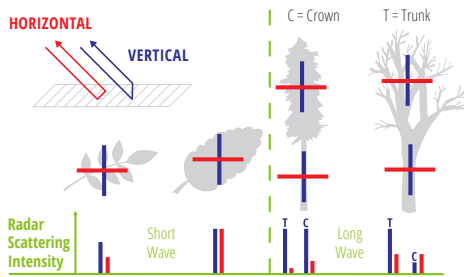 C = Crown
T = Trunk
HORIZONTAL
VERTICAL
Radar
Scattering
Intensity
Short
Wave
T C
Long
Wave
T
C